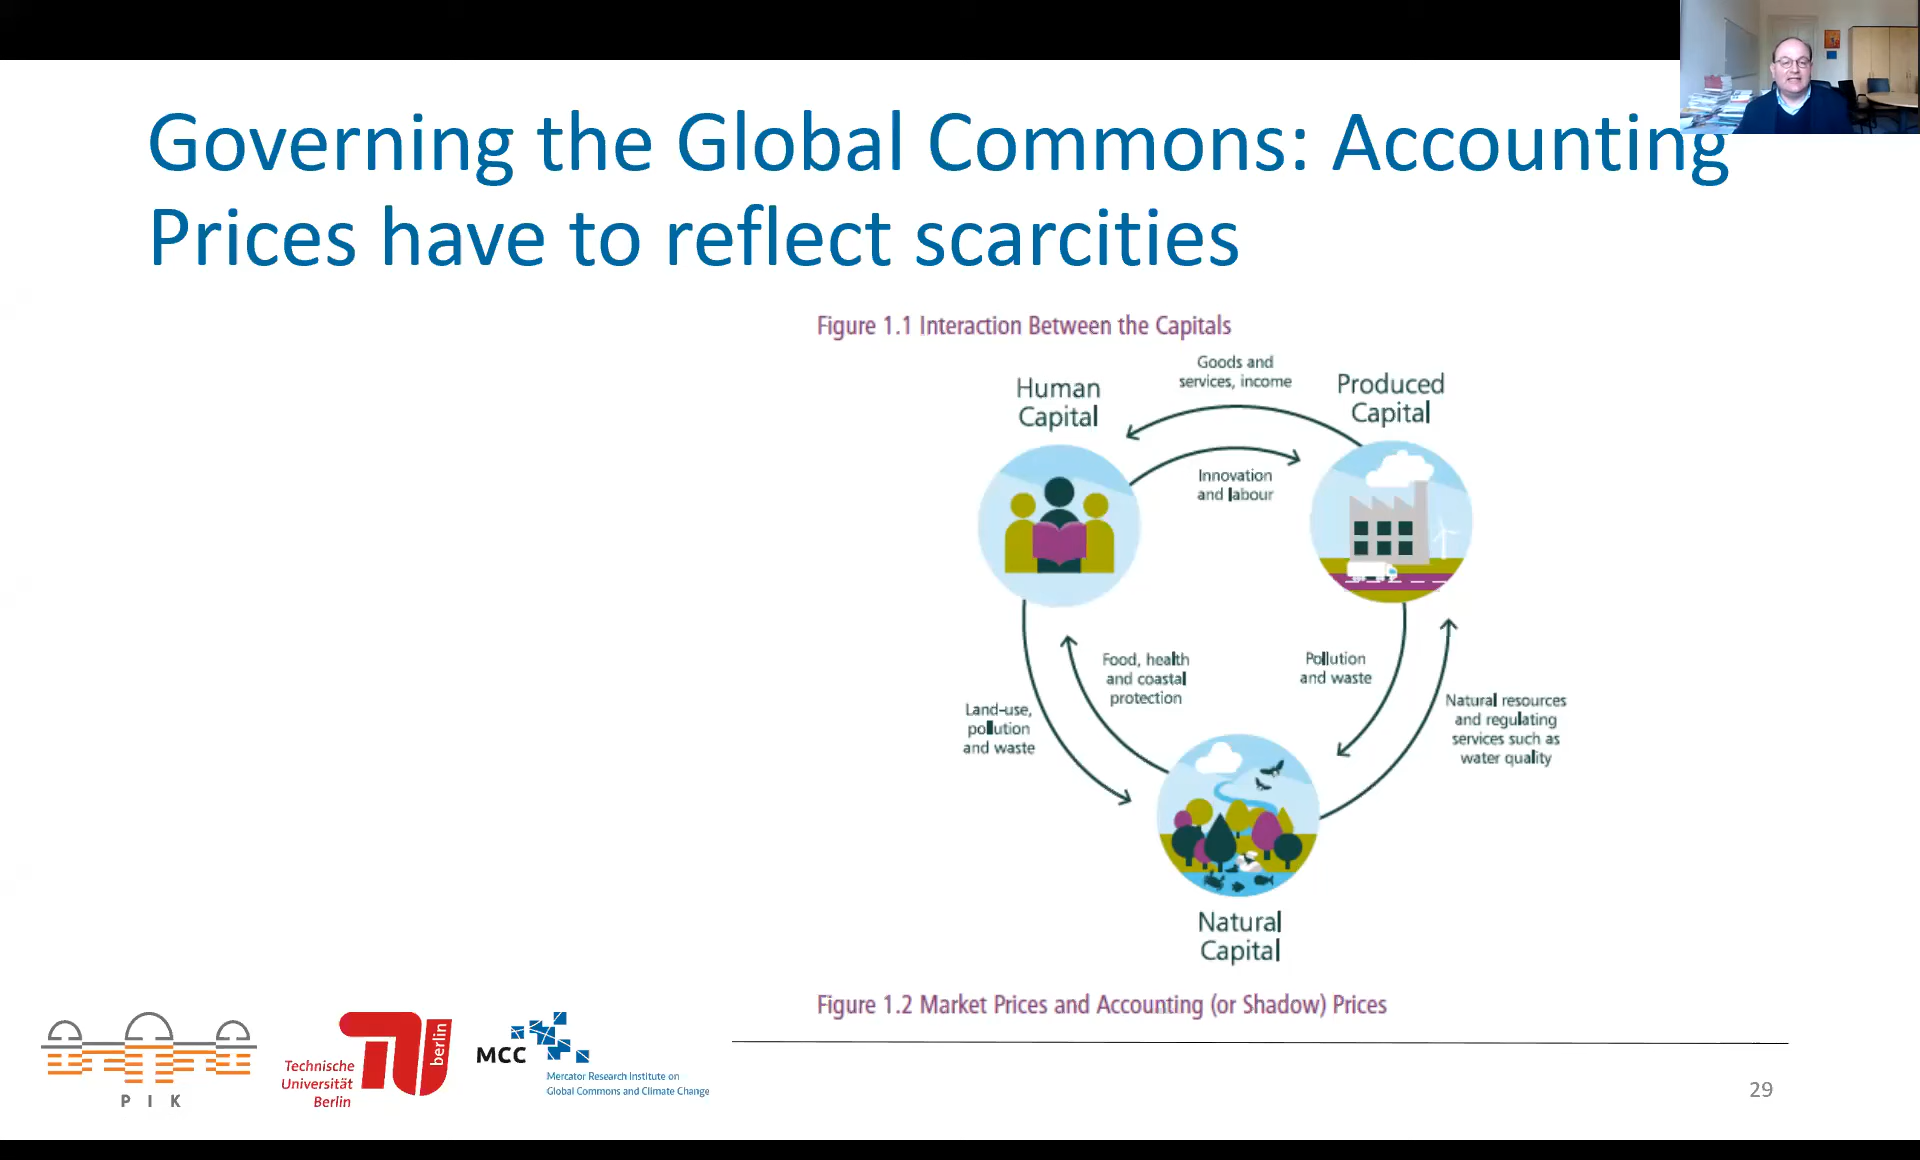 Governing the Global Commons: Accounting
Prices have to reflect scarcities
Figure 1.1 Interaction Between the Capitals
Goods and
services, income
Human
Capital
Produced
Capital
Innovation
and labour
Food, health
and coastal
protection
Pollution
and waste
Land-use,
pollution
and waste
Natural resources
and regulating
services such as
water quality
Natural
Capital
Figure 1.2 Market Prices and Accounting (or Shadow) Prices
PIK
Technische
Universität
Berlin
berlin
MCC
Mercator Research Institute on
Global Commons and Climate Change
29